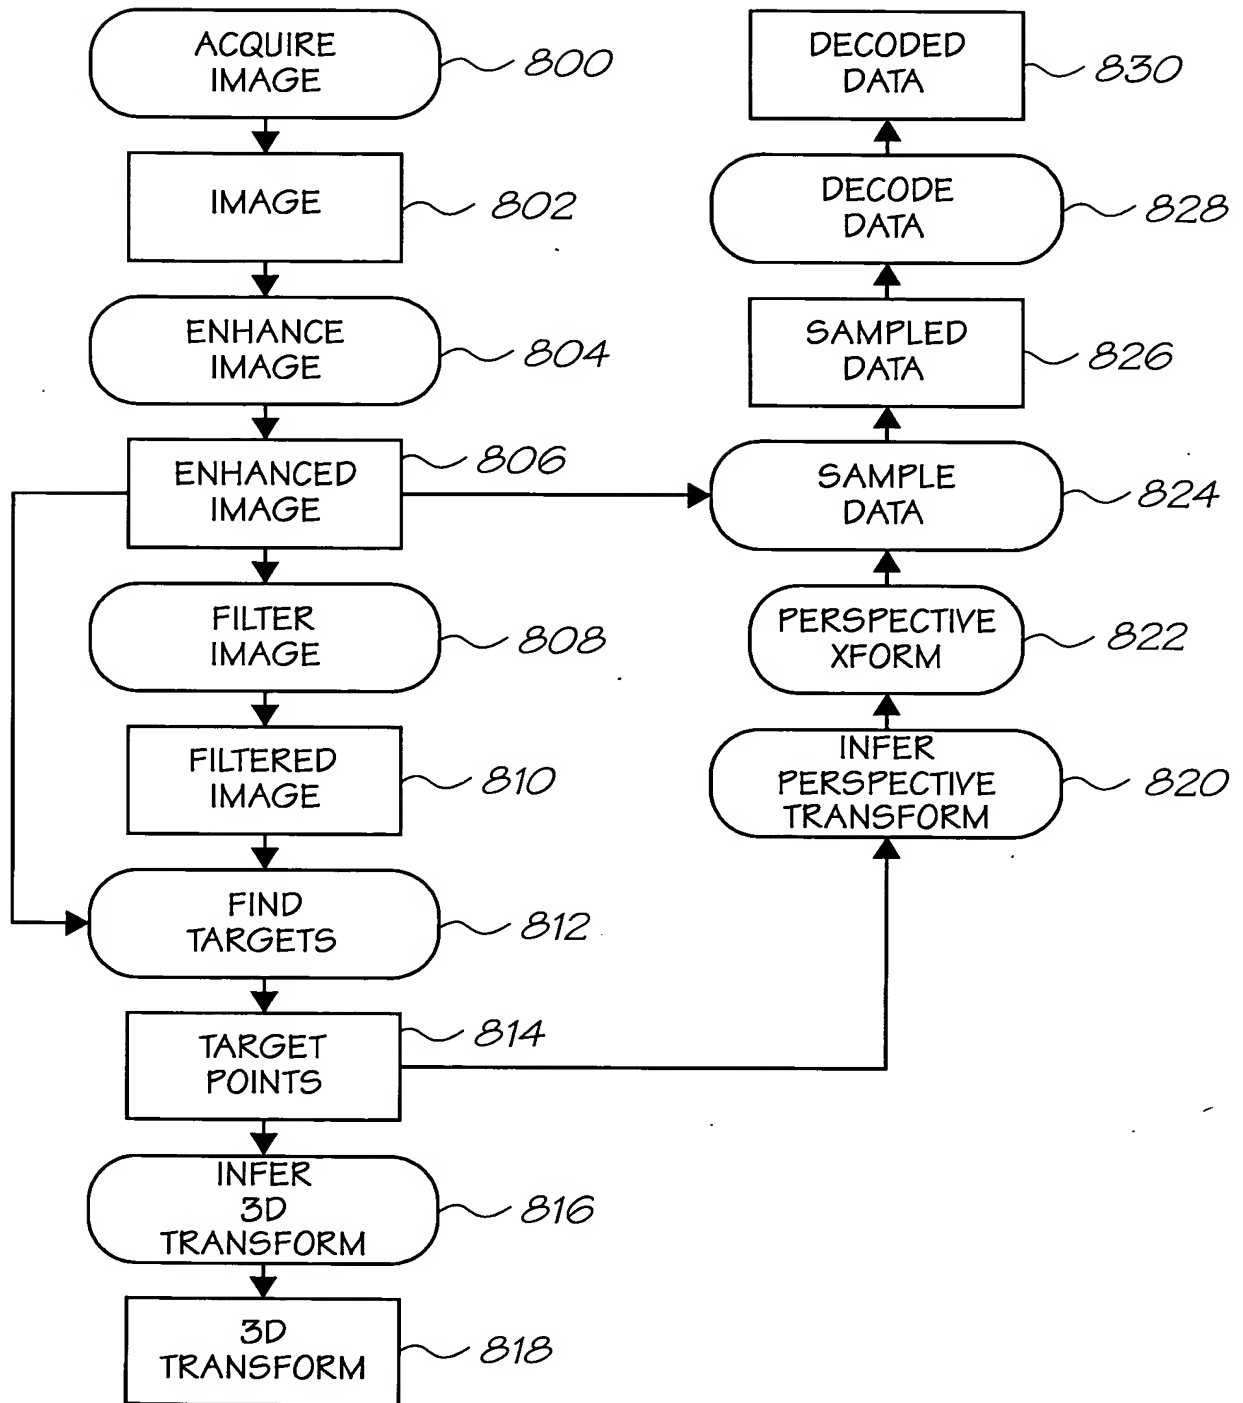 ACQUIRE
IMAGE
800
IMAGE
802
ENHANCE
IMAGE
804
ENHANCED
IMAGE
806
FILTER
IMAGE
808
FILTERED
IMAGE
810
FIND
TARGETS
812
TARGET
POINTS
814
INFER
3D
TRANSFORM
816
3D
TRANSFORM
818
DECODED
DATA
830
DECODE
DATA
828
SAMPLED
DATA
826
SAMPLE
DATA
824
PERSPECTIVE
XFORM
822
INFER
PERSPECTIVE
TRANSFORM
820